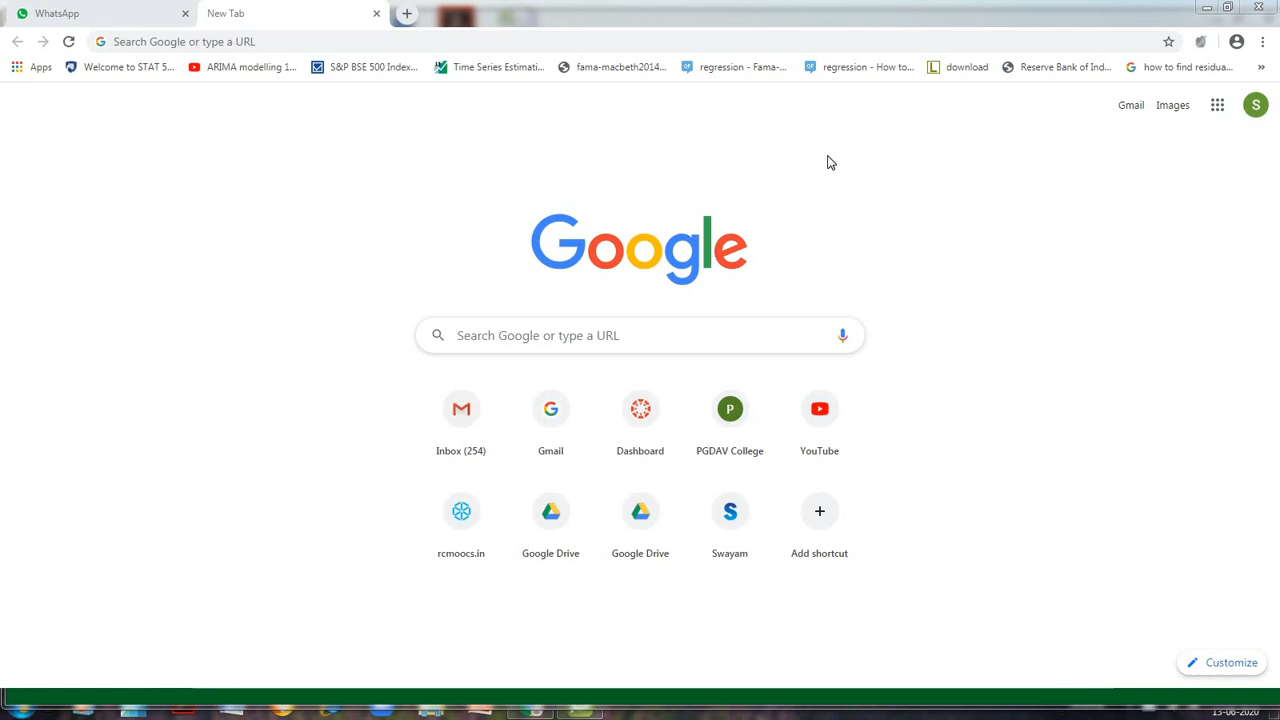 WhatsApp
New Tab
Search Google or type a URL
Apps
Welcome to STAT 5...
ARIMA modelling 1...
S&P BSE 500 Index...
Time Series Estimati...
fama-macbeth2014...
regression - Fama-...
regression - How to...
download
Reserve Bank of Ind...
how to find residua...
Gmail Images
S
Google
Search Google or type a URL
P
Inbox (254)
Gmail
Dashboard
PGDAV College
YouTube
rcmoocs.in
Google Drive
Google Drive
Swayam
Add shortcut
Customize
13-06-2020